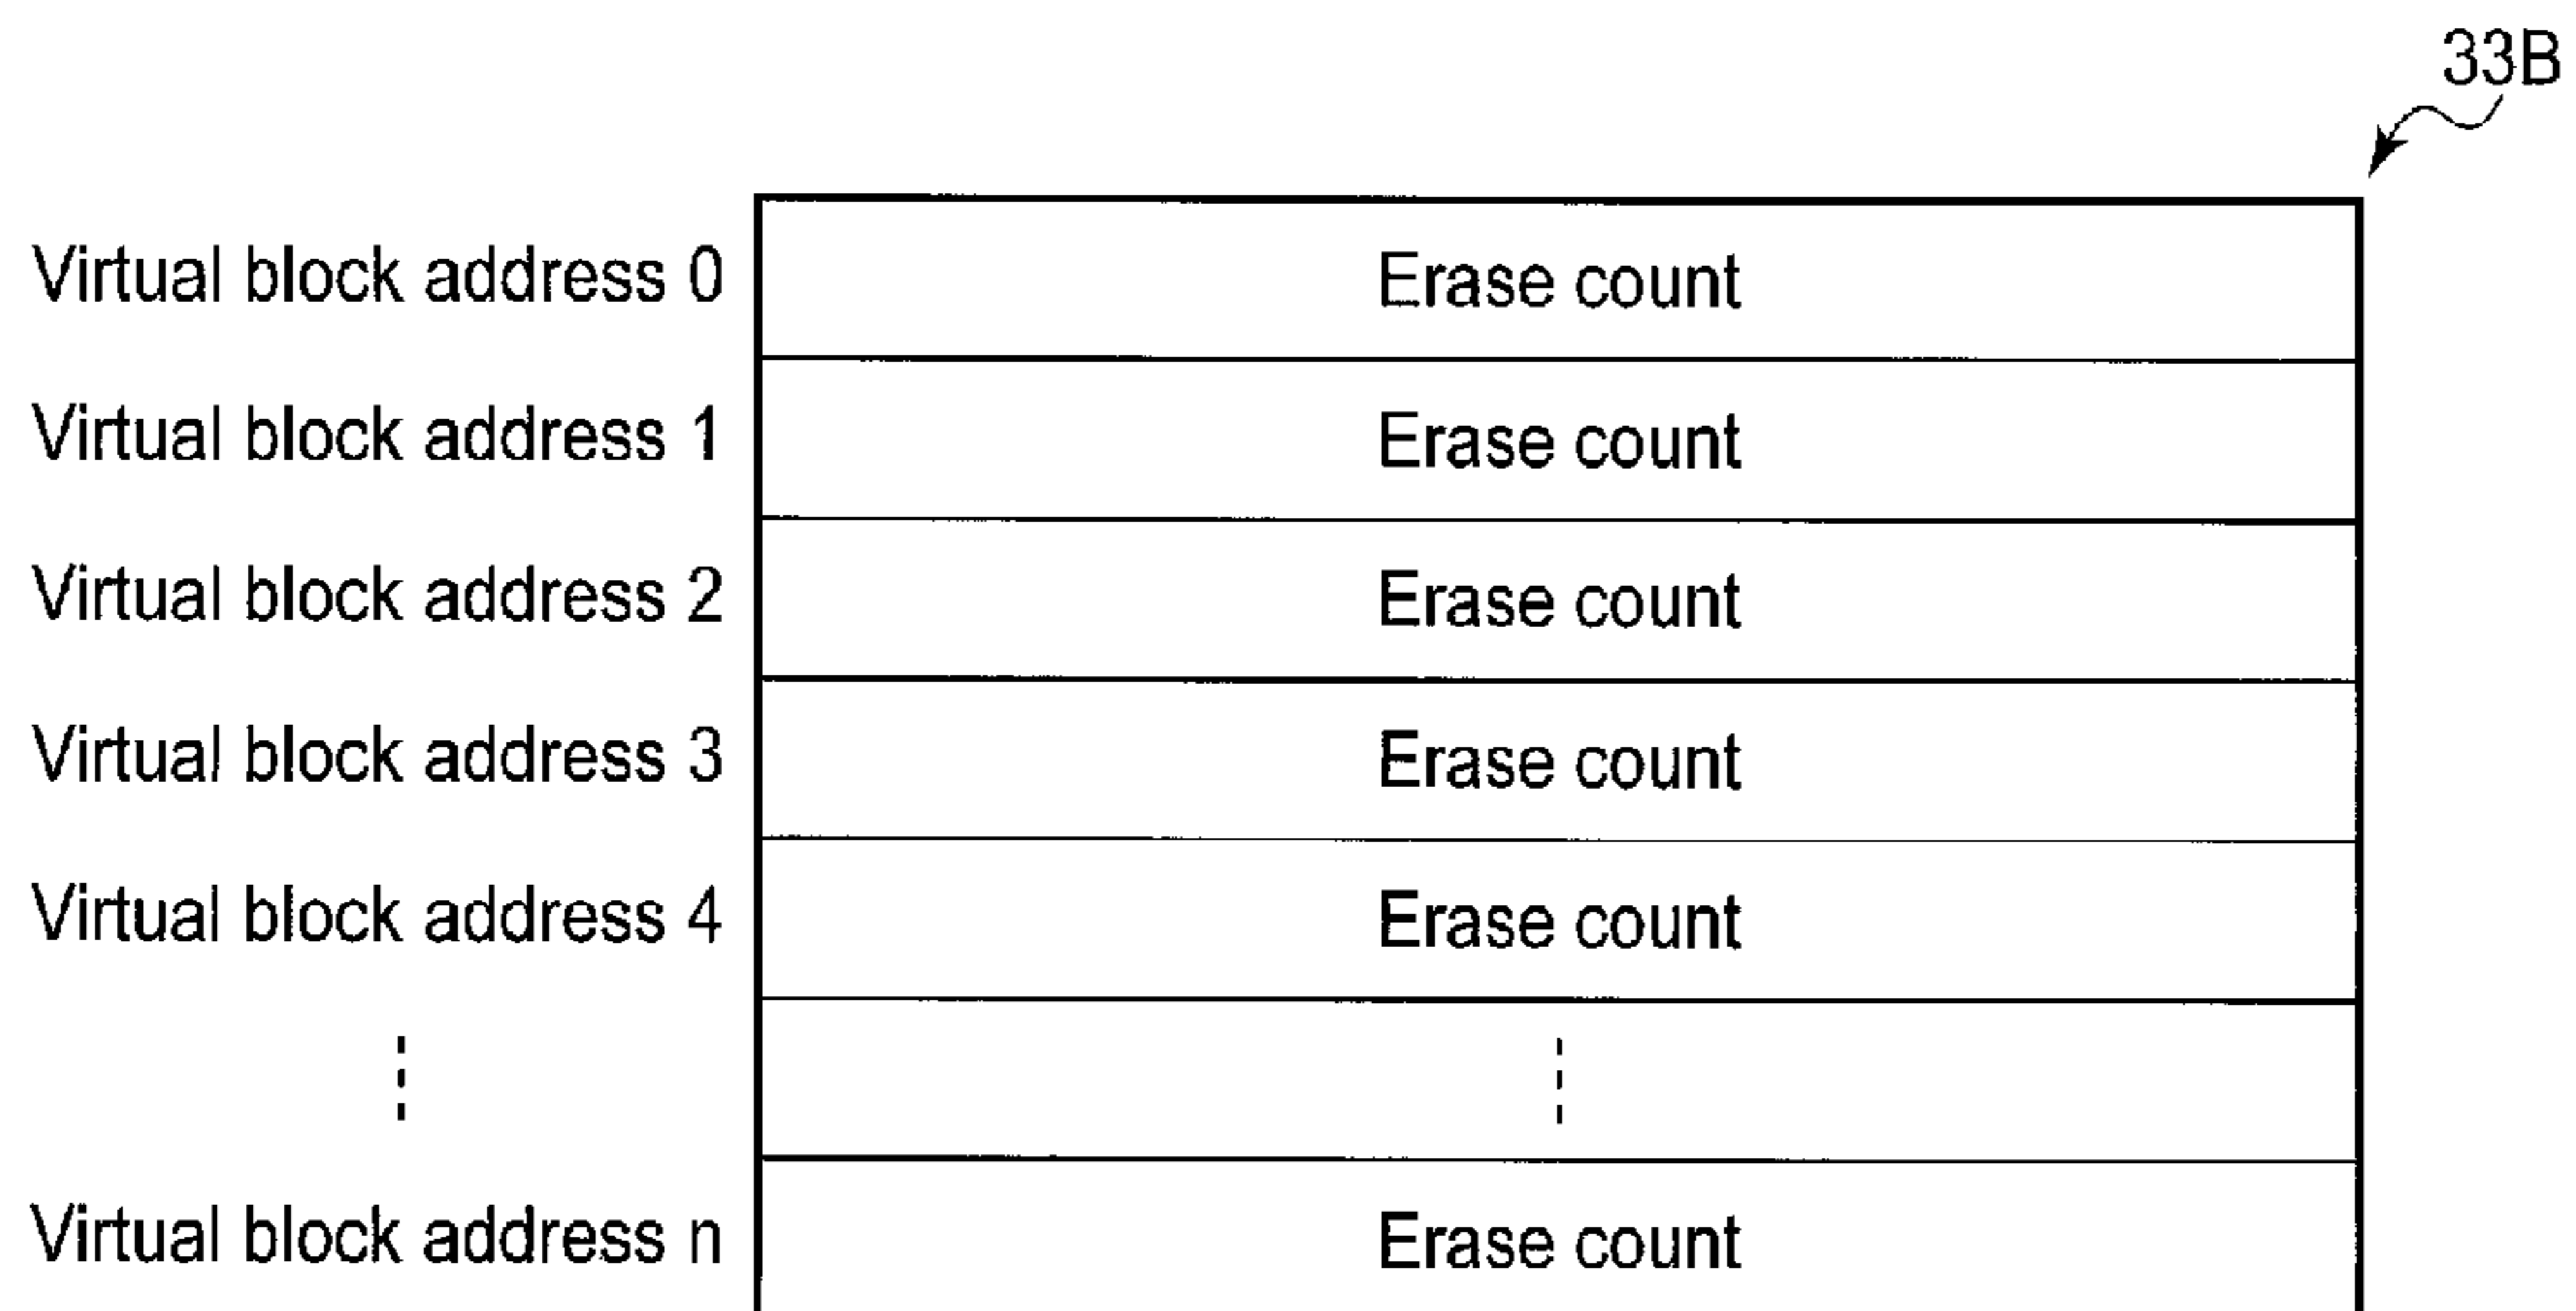 33B
Virtual block address 0 Erase count
Virtual block address 1 Erase count
Virtual block address 2 Erase count
Virtual block address 3 Erase count
Virtual block address 4 Erase count
Virtual block address n Erase count